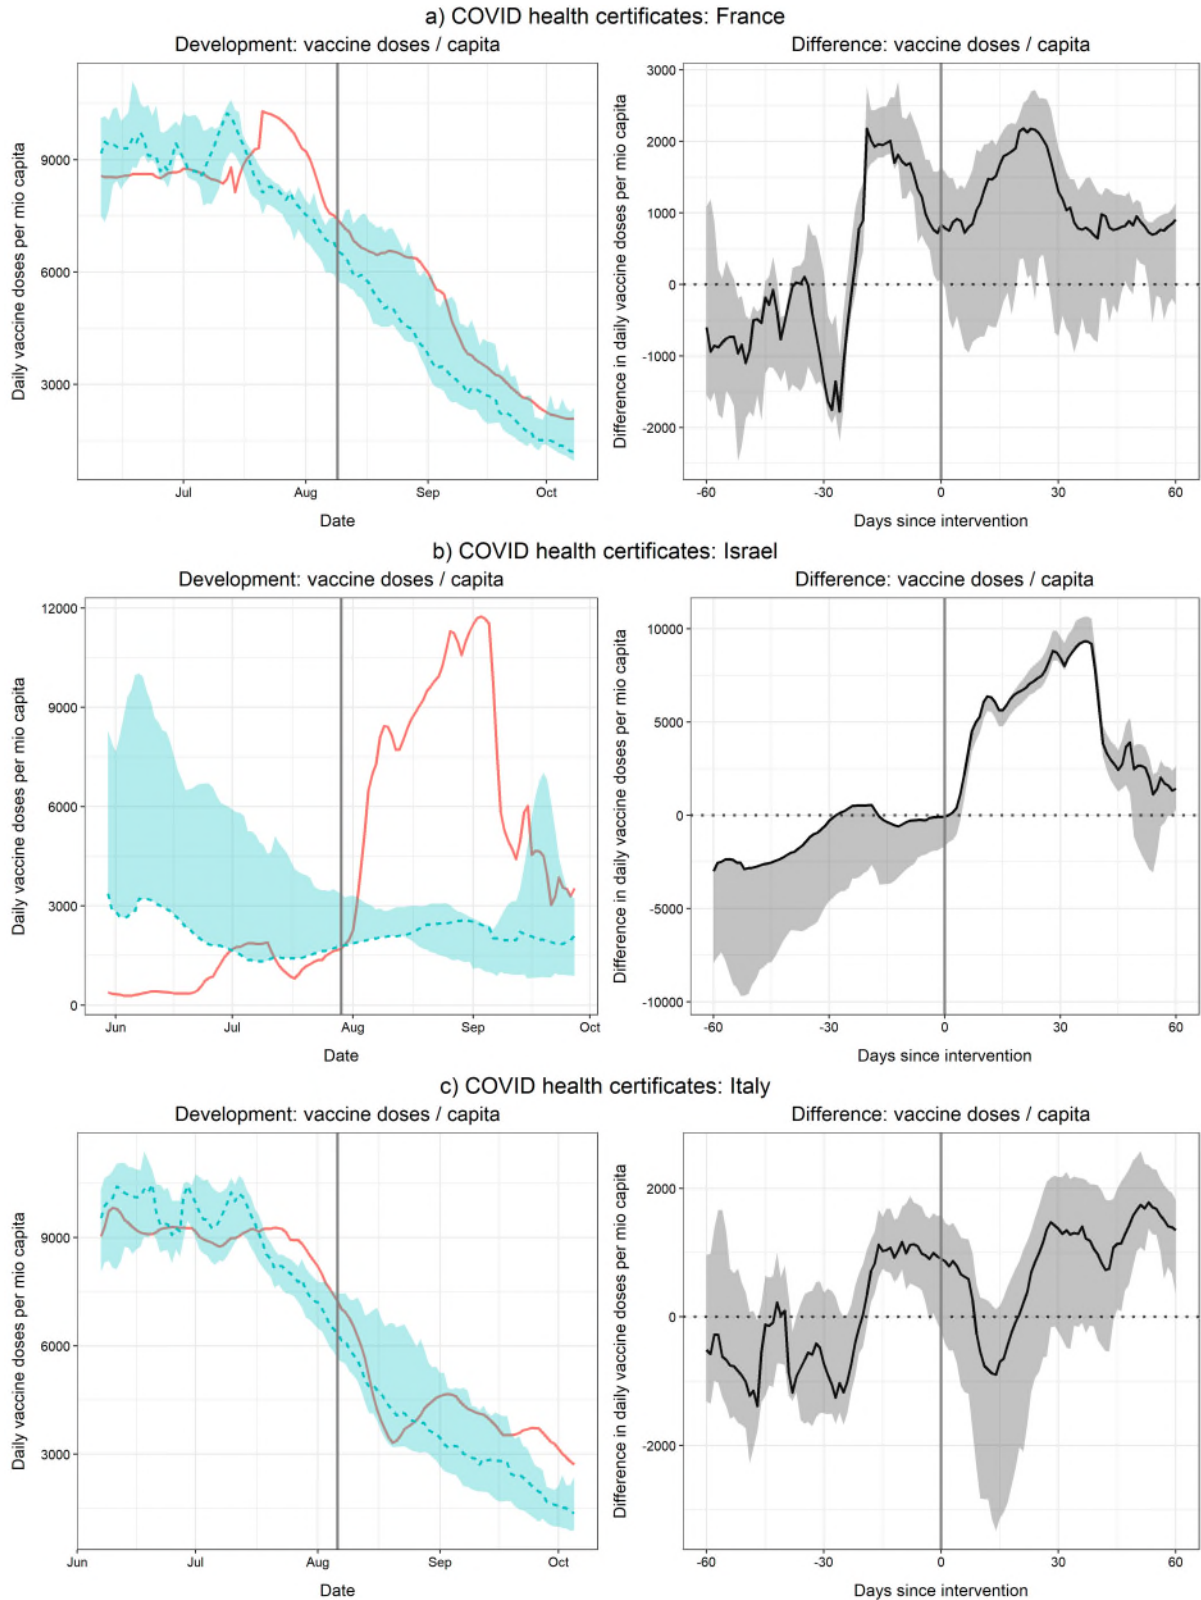 a) COVID health certificates: France
Development: vaccine doses / capita
Difference: vaccine doses / capita
Daily vaccine doses per mio capita
9000
6000
3000
Jul
Aug
Sep
Oct
Date
Difference in daily vaccine doses per mio capita
3000
2000
1000
0
-1000
-2000
-60
-30
0
30
60
Days since intervention
b) COVID health certificates: Israel
Development: vaccine doses / capita
Difference: vaccine doses / capita
Daily vaccine doses per mio capita
12000
9000
6000
3000
0
Jun
Jul
Aug
Sep
Oct
Date
Difference in daily vaccine doses per mio capita
10000
5000
0
-5000
-10000
-60
-30
0
30
60
Days since intervention
c) COVID health certificates: Italy
Development: vaccine doses / capita
Difference: vaccine doses / capita
Daily vaccine doses per mio capita
9000
6000
3000
Jun
Jul
Aug
Sep
Oct
Date
Difference in daily vaccine doses per mio capita
2000
0
-2000
-60
-30
0
30
60
Days since intervention